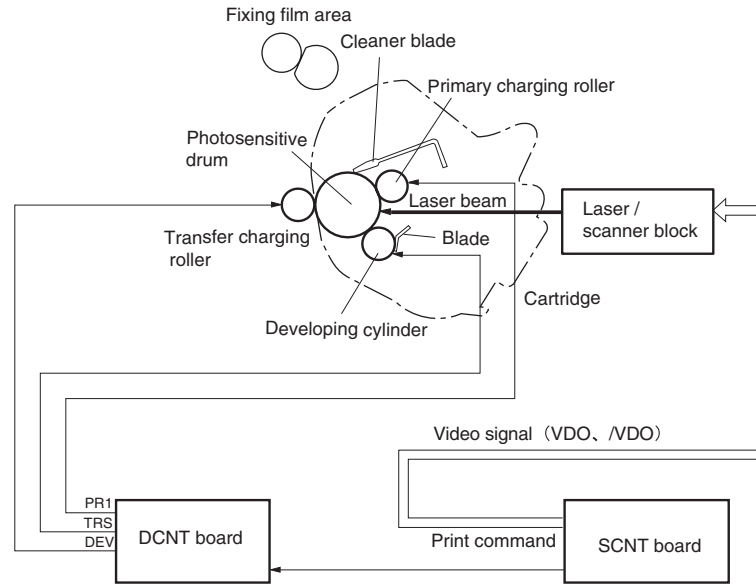 Fixing film area
Cleaner blade
Primary charging roller
Photosensitive
drum
Laser beam
Laser /
scanner block
Transfer charging
roller
Blade
Cartridge
Developing cylinder
Video signal（VDO、/VDO）
PR1
TRS
DEV
DCNT board
Print command
SCNT board